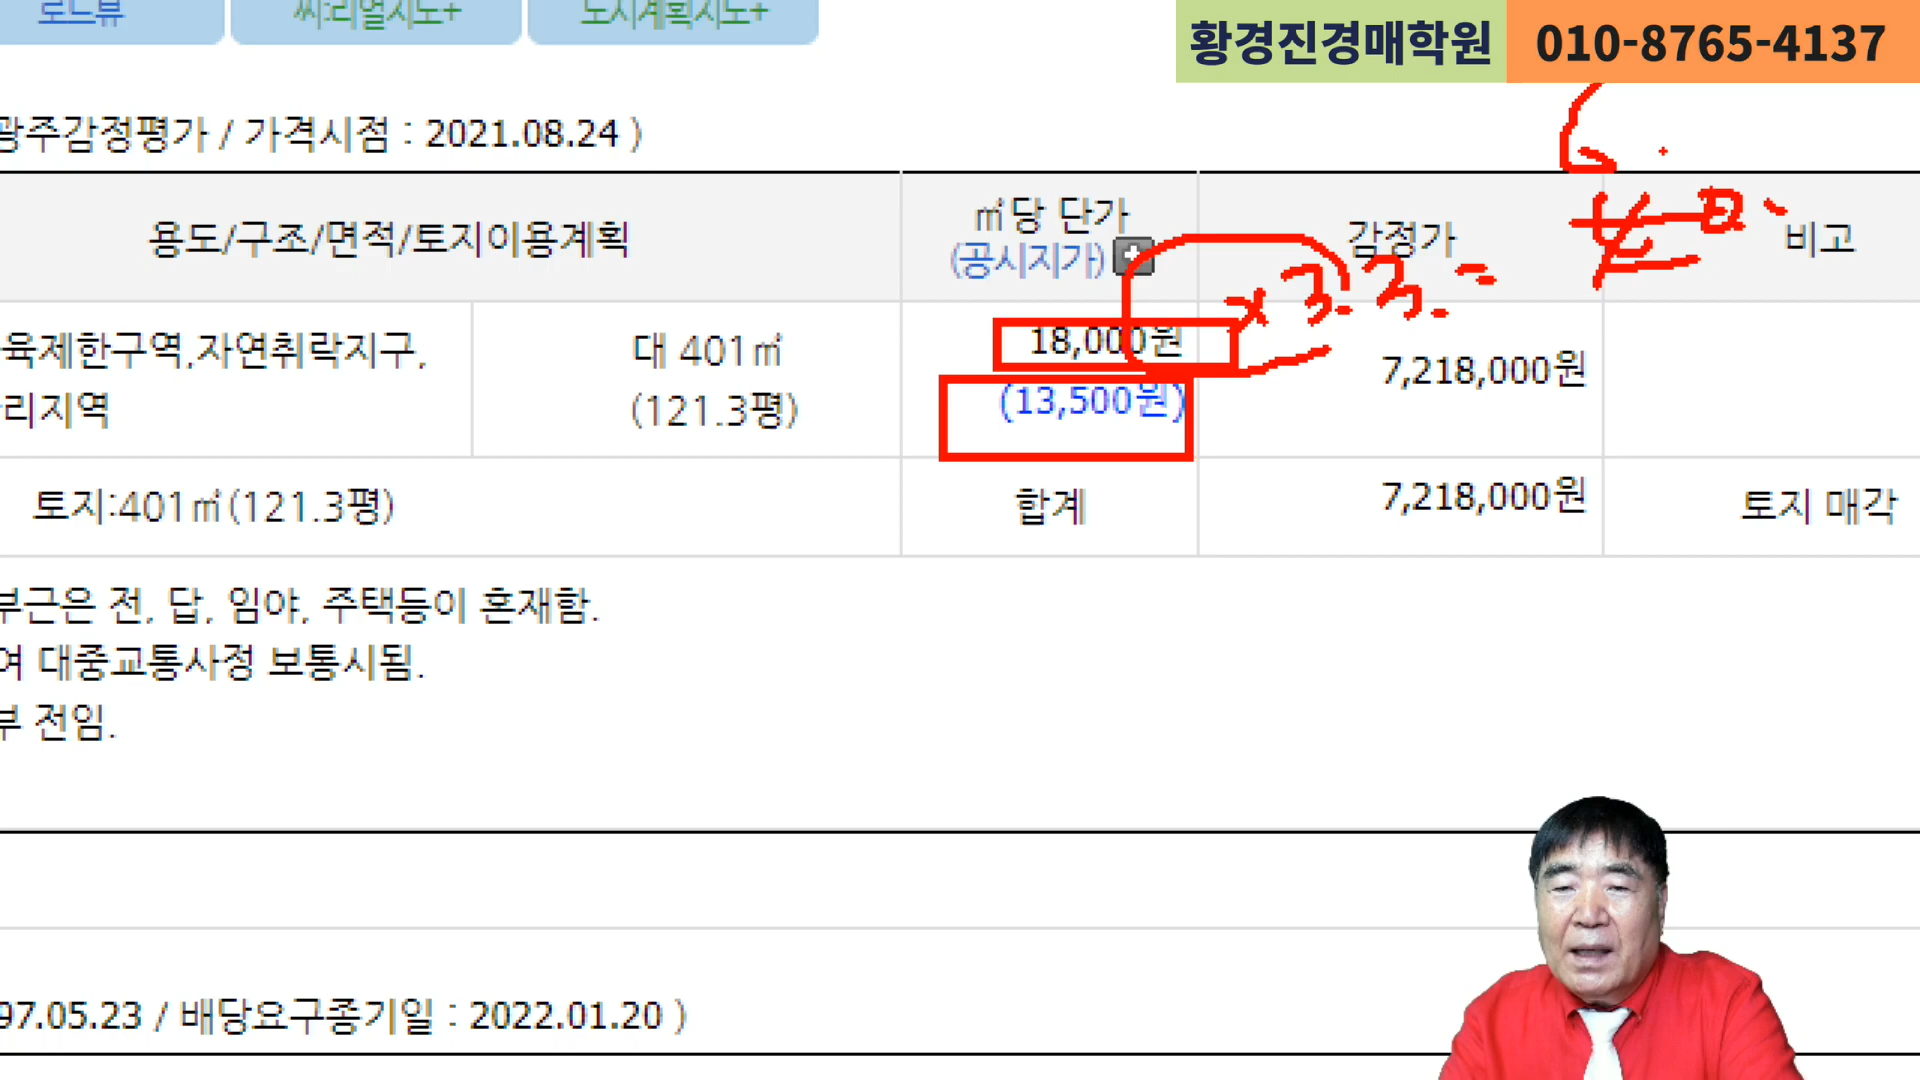 로드뷰 씨:리얼지도+ 도시계획지도+
황경진경매학원 010-8765-4137
광주감정평가 / 가격시점 : 2021.08.24 )
용도/구조/면적/토지이용계획 ㎡당 단가 (공시지가) 감정가 비고
육제한구역,자연취락지구, 대 401㎡ 18,000원 x 3.3. = 7,218,000원
리지역 (121.3평) (13,500원)
토지:401㎡(121.3평) 합계 7,218,000원 토지 매각
부근은 전, 답, 임야, 주택등이 혼재함.
여 대중교통사정 보통시됨.
부 전임.
97.05.23 / 배당요구종기일 : 2022.01.20 )